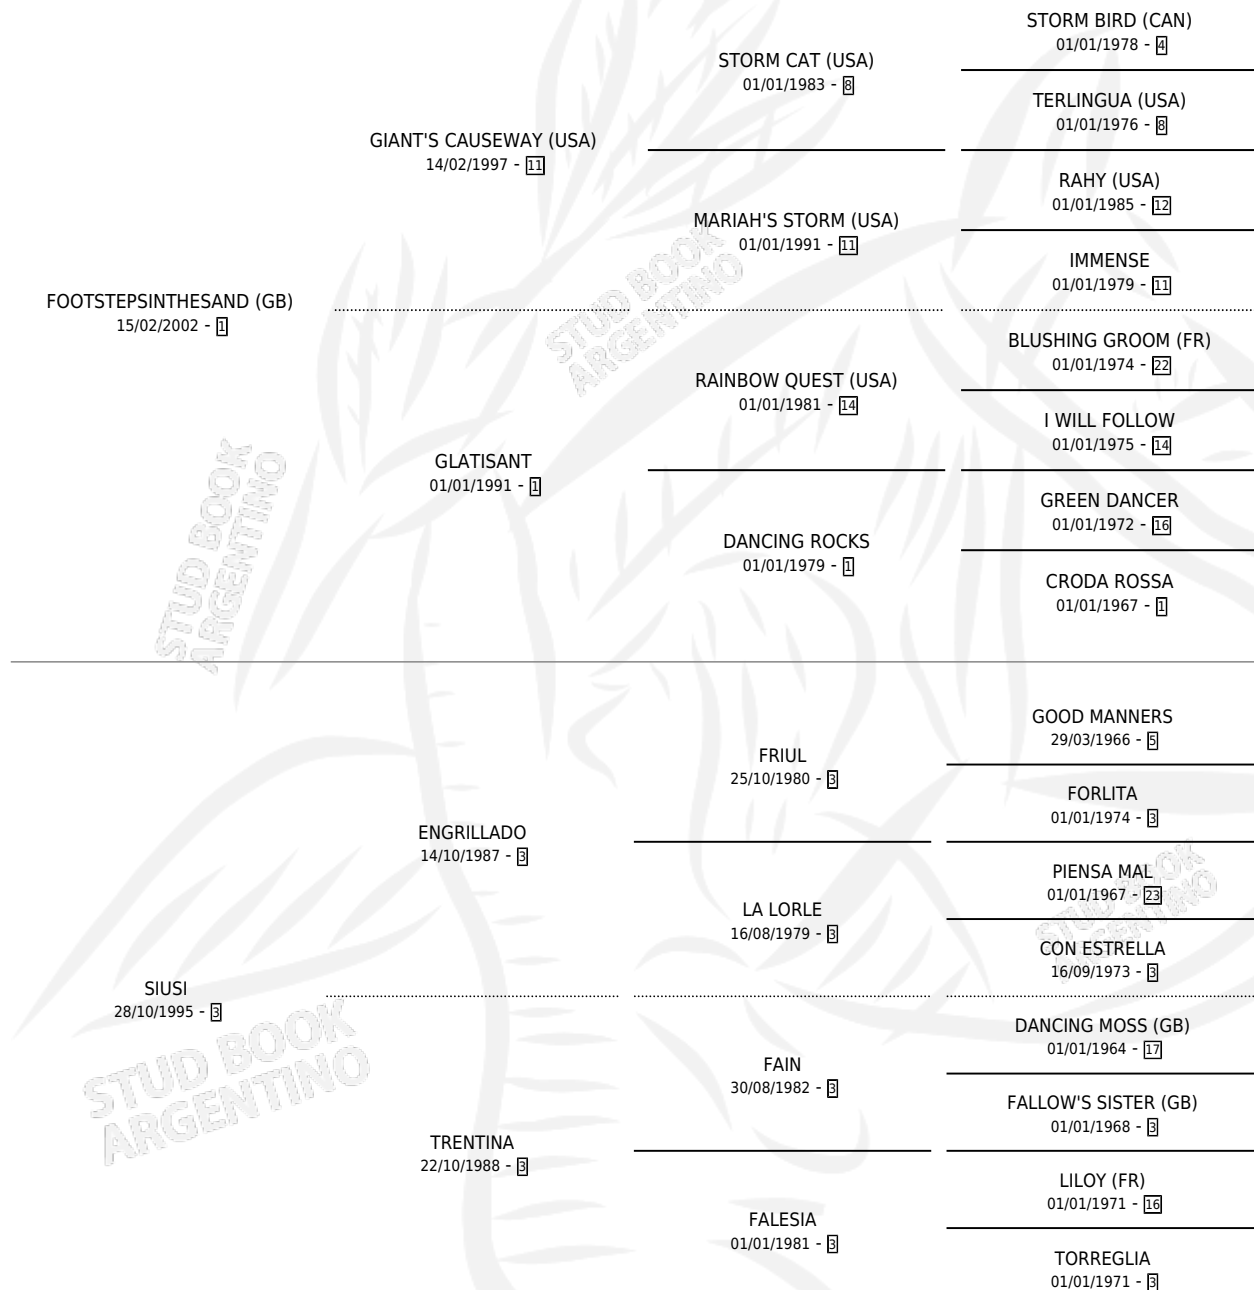 STORM BIRD (CAN)
01/01/1978 - 4
STORM CAT (USA)
01/01/1983 - 8
TERLINGUA (USA)
01/01/1976 - 8
GIANT'S CAUSEWAY (USA)
14/02/1997 - 11
RAHY (USA)
01/01/1985 - 12
MARIAH'S STORM (USA)
01/01/1991 - 11
IMMENSE
01/01/1979 - 11
FOOTSTEPSINTHESAND (GB)
15/02/2002 - 1
BLUSHING GROOM (FR)
01/01/1974 - 22
RAINBOW QUEST (USA)
01/01/1981 - 14
I WILL FOLLOW
01/01/1975 - 14
GLATISANT
01/01/1991 - 1
GREEN DANCER
01/01/1972 - 16
DANCING ROCKS
01/01/1979 - 1
CRODA ROSSA
01/01/1967 - 1
GOOD MANNERS
29/03/1966 - 5
FRIUL
25/10/1980 - 3
FORLITA
01/01/1974 - 3
ENGRILLADO
14/10/1987 - 3
PIENSA MAL
01/01/1967 - 23
LA LORLE
16/08/1979 - 3
CON ESTRELLA
16/09/1973 - 3
SIUSI
28/10/1995 - 3
DANCING MOSS (GB)
01/01/1964 - 17
FAIN
30/08/1982 - 3
FALLOW'S SISTER (GB)
01/01/1968 - 3
TRENTINA
22/10/1988 - 3
LILOY (FR)
01/01/1971 - 16
FALESIA
01/01/1981 - 3
TORREGLIA
01/01/1971 - 3
STUD BOOK
ARGENTINO
STUD BOOK
ARGENTINO
STUD BOOK
ARGENTINO
STUD BOOK
ARGENTINO